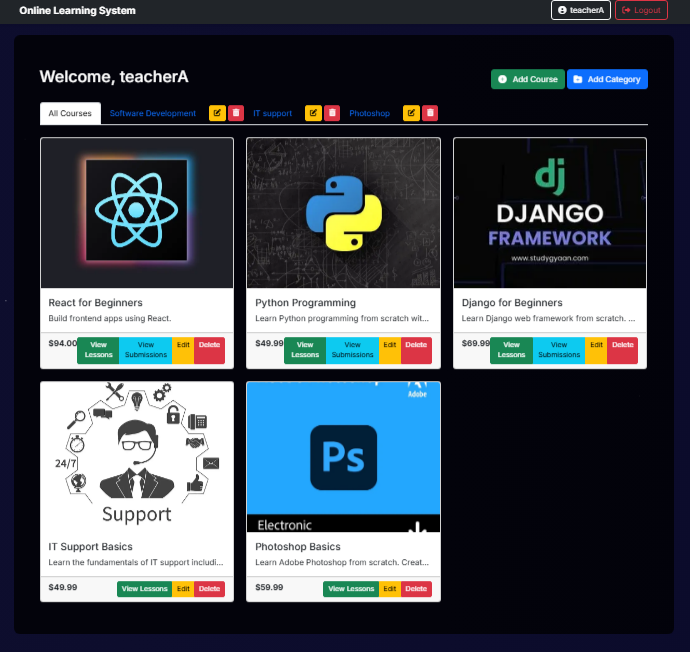 Online Learning System
teacherA
Logout
Welcome, teacherA
Add Course
Add Category
All Courses
Software Development
IT support
Photoshop
dj
DJANGO
FRAMEWORK
www.studygyaan.com
React for Beginners
Build frontend apps using React.
$94.00
View Lessons
View Submissions
Edit
Delete
Python Programming
Learn Python programming from scratch wit...
$49.99
View Lessons
View Submissions
Edit
Delete
Django for Beginners
Learn Django web framework from scratch. ...
$69.99
View Lessons
View Submissions
Edit
Delete
24/7
Support
Adobe
Ps
Electronic
IT Support Basics
Learn the fundamentals of IT support includi...
$49.99
View Lessons
Edit
Delete
Photoshop Basics
Learn Adobe Photoshop from scratch. Creat...
$59.99
View Lessons
Edit
Delete